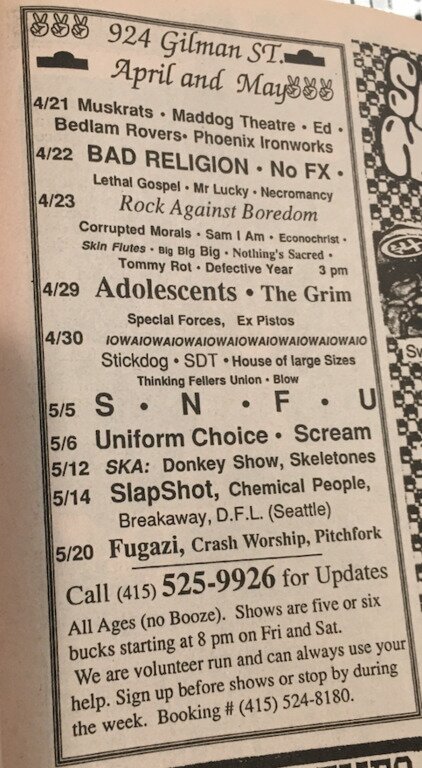 924 Gilman ST.
April and May
4/21 Muskrats • Maddog Theatre • Ed •
Bedlam Rovers • Phoenix Ironworks
4/22 BAD RELIGION • No FX •
Lethal Gospel • Mr Lucky • Necromancy
4/23 Rock Against Boredom
Corrupted Morals • Sam I Am • Econochrist •
Skin Flutes • Big Big Big • Nothing's Sacred •
Tommy Rot • Defective Year 3 pm
4/29 Adolescents • The Grim
Special Forces, Ex Pistos
4/30 IOWAIOWAIOWAIOWAIOWAIOWAIOWAIOWAIO
Stickdog • SDT • House of large Sizes
Thinking Fellers Union • Blow
5/5 S • N • F • U
5/6 Uniform Choice • Scream
5/12 SKA: Donkey Show, Skeletones
5/14 SlapShot, Chemical People,
Breakaway, D.F.L. (Seattle)
5/20 Fugazi, Crash Worship, Pitchfork
Call (415) 525-9926 for Updates
All Ages (no Booze). Shows are five or six
bucks starting at 8 pm on Fri and Sat.
We are volunteer run and can always use your
help. Sign up before shows or stop by during
the week. Booking # (415) 524-8180.